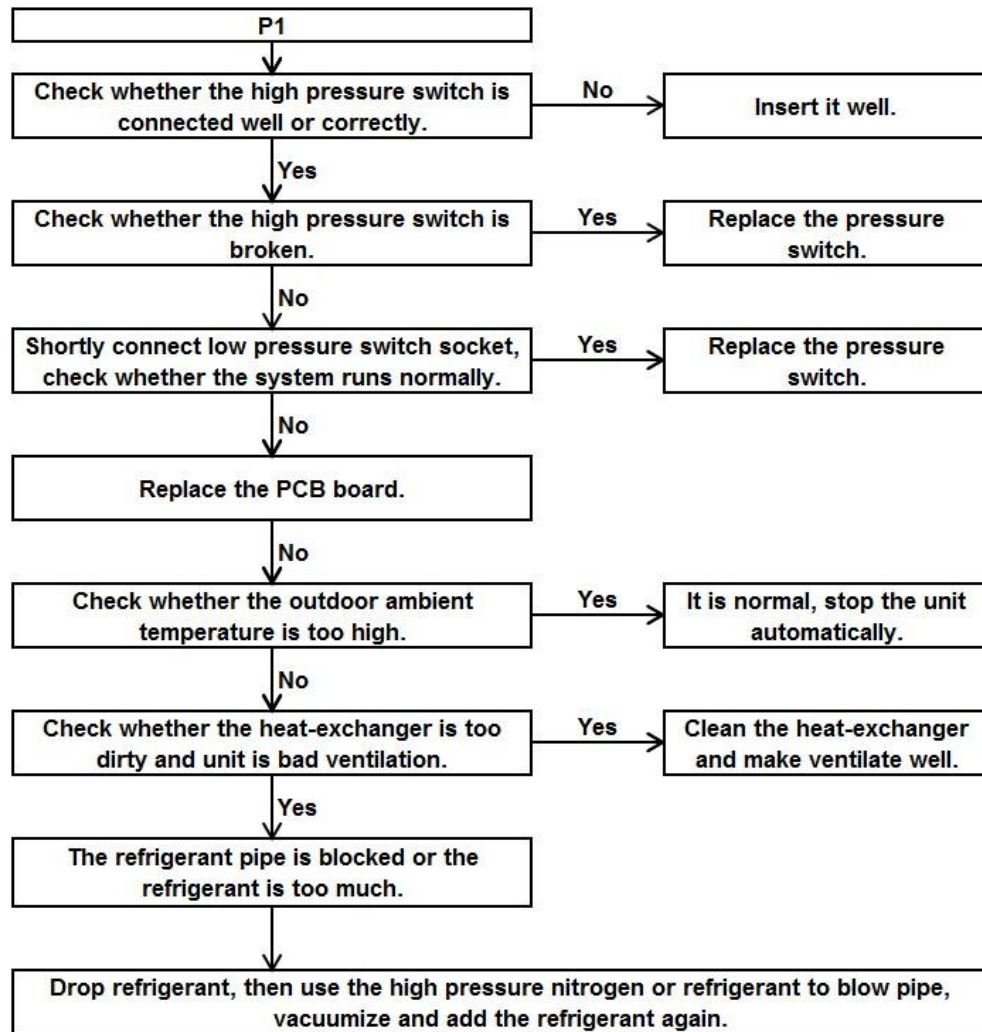 P1
Check whether the high pressure switch is
connected well or correctly.
No
Insert it well.
Yes
Check whether the high pressure switch is
broken.
Yes
Replace the pressure
switch.
No
Shortly connect low pressure switch socket,
check whether the system runs normally.
Yes
Replace the pressure
switch.
No
Replace the PCB board.
No
Check whether the outdoor ambient
temperature is too high.
Yes
It is normal, stop the unit
automatically.
No
Check whether the heat-exchanger is too
dirty and unit is bad ventilation.
Yes
Clean the heat-exchanger
and make ventilate well.
Yes
The refrigerant pipe is blocked or the
refrigerant is too much.
Drop refrigerant, then use the high pressure nitrogen or refrigerant to blow pipe,
vacuumize and add the refrigerant again.